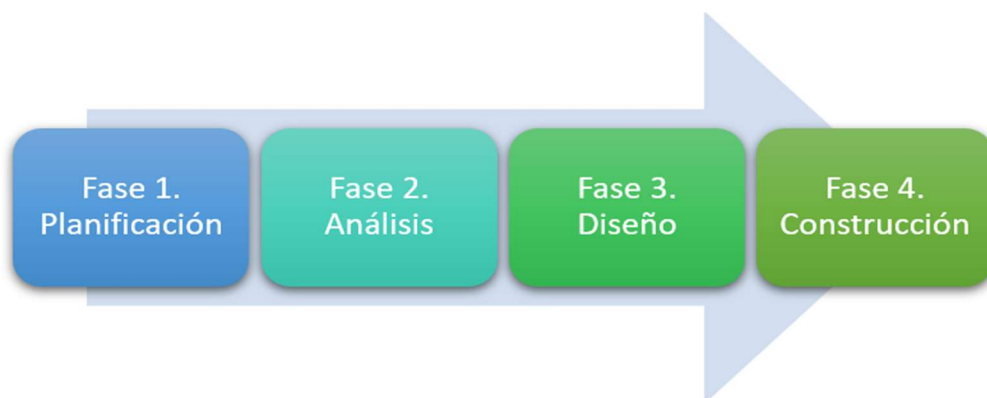 Fase 1.
Planificación
Fase 2.
Análisis
Fase 3.
Diseño
Fase 4.
Construcción